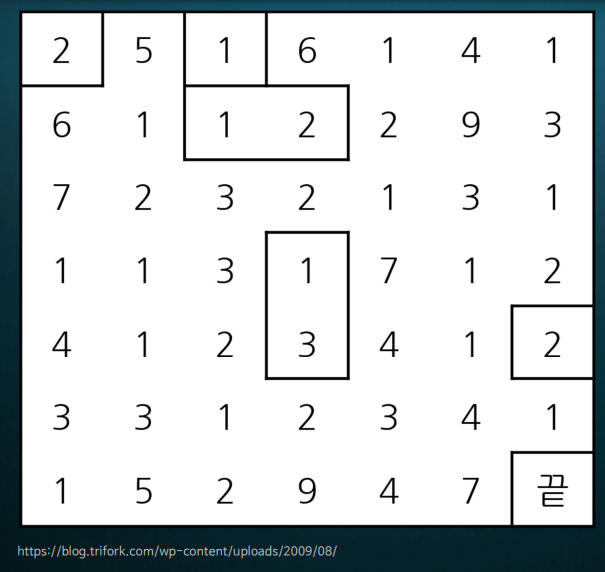 2 5 1 6 1 4 1
6 1 1 2 2 9 3
7 2 3 2 1 3 1
1 1 3 1 7 1 2
4 1 2 3 4 1 2
3 3 1 2 3 4 1
1 5 2 9 4 7 끝
https://blog.trifork.com/wp-content/uploads/2009/08/